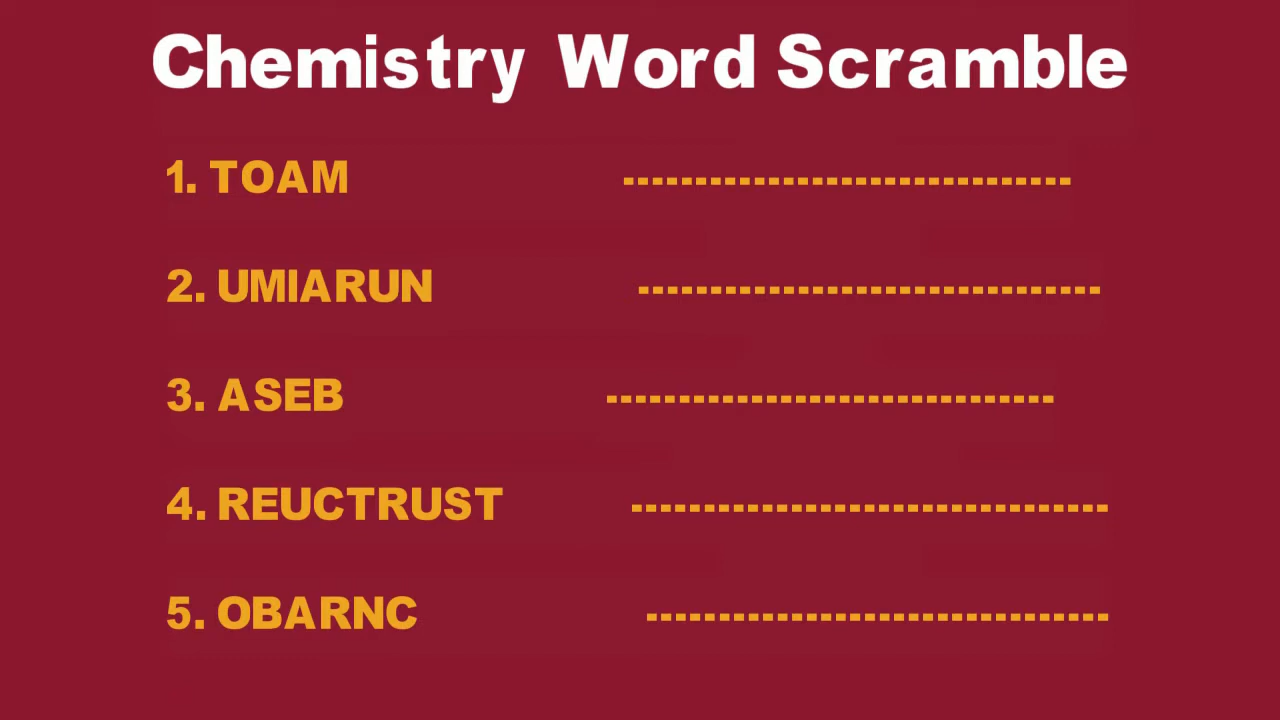 Chemistry Word Scramble
1. TOAM -------------------------------
2. UMIARUN --------------------------------
3. ASEB -------------------------------
4. REUCTRUST ---------------------------------
5. OBARNC --------------------------------